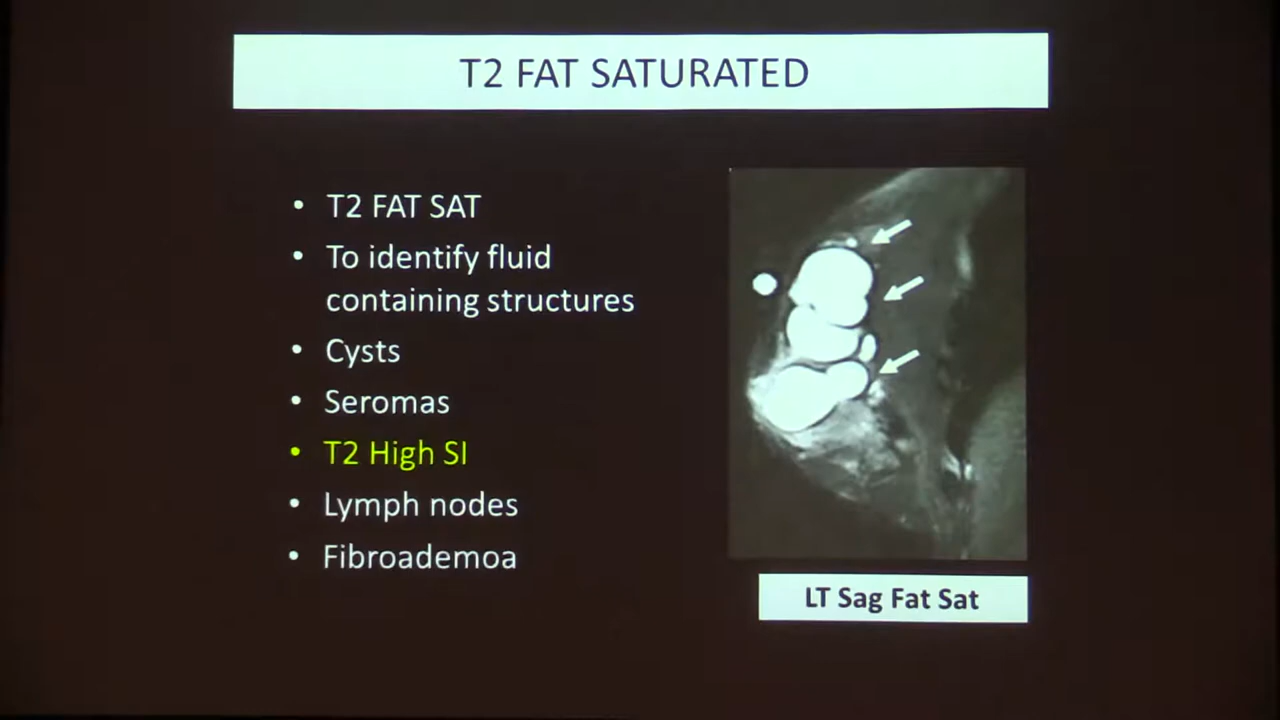 T2 FAT SATURATED
• T2 FAT SAT
• To identify fluid
containing structures
• Cysts
• Seromas
• T2 High SI
• Lymph nodes
• Fibroademoa
LT Sag Fat Sat